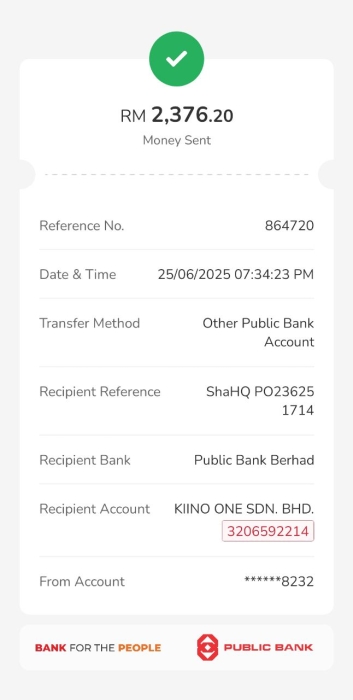 RM 2,376.20
Money Sent
Reference No. 864720
Date & Time 25/06/2025 07:34:23 PM
Transfer Method Other Public Bank
Account
Recipient Reference ShaHQ PO23625
1714
Recipient Bank Public Bank Berhad
Recipient Account KIINO ONE SDN. BHD.
3206592214
From Account ******8232
BANK FOR THE PEOPLE PUBLIC BANK